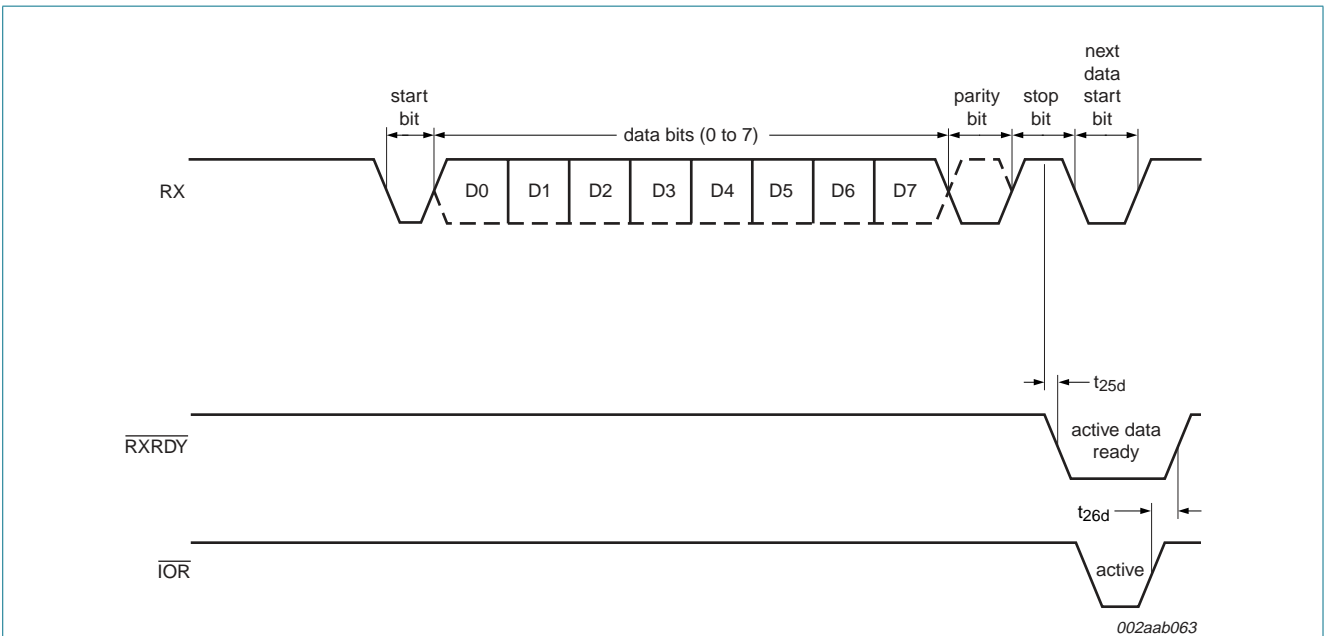 next
data
start
bit
start
bit
parity
bit
stop
bit
data bits (0 to 7)
RX
D0 D1 D2 D3 D4 D5 D6 D7
t25d
RXRDY
active data
ready
t26d
IOR
active
002aab063